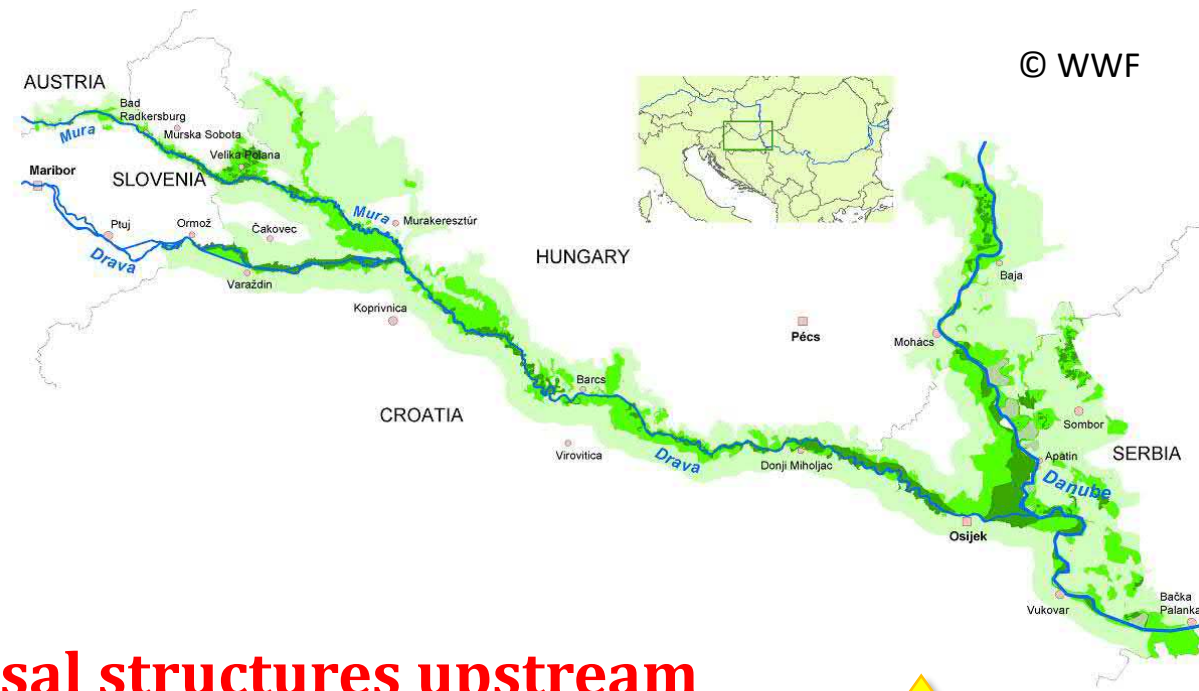 © WWF
AUSTRIA
Bad
Radkersburg
Mura
Murska Sobota
Velika Polana
Maribor
SLOVENIA
Mura
Murakeresztúr
Ptuj
Ormož
Čakovec
Drava
Varaždin
HUNGARY
Koprivnica
Baja
Pécs
Mohács
Barcs
CROATIA
Sombor
Virovitica
Drava
Donji Miholjac
Apatin
SERBIA
Danube
Osijek
Vukovar
Bačka
Palanka
sal structures upstream